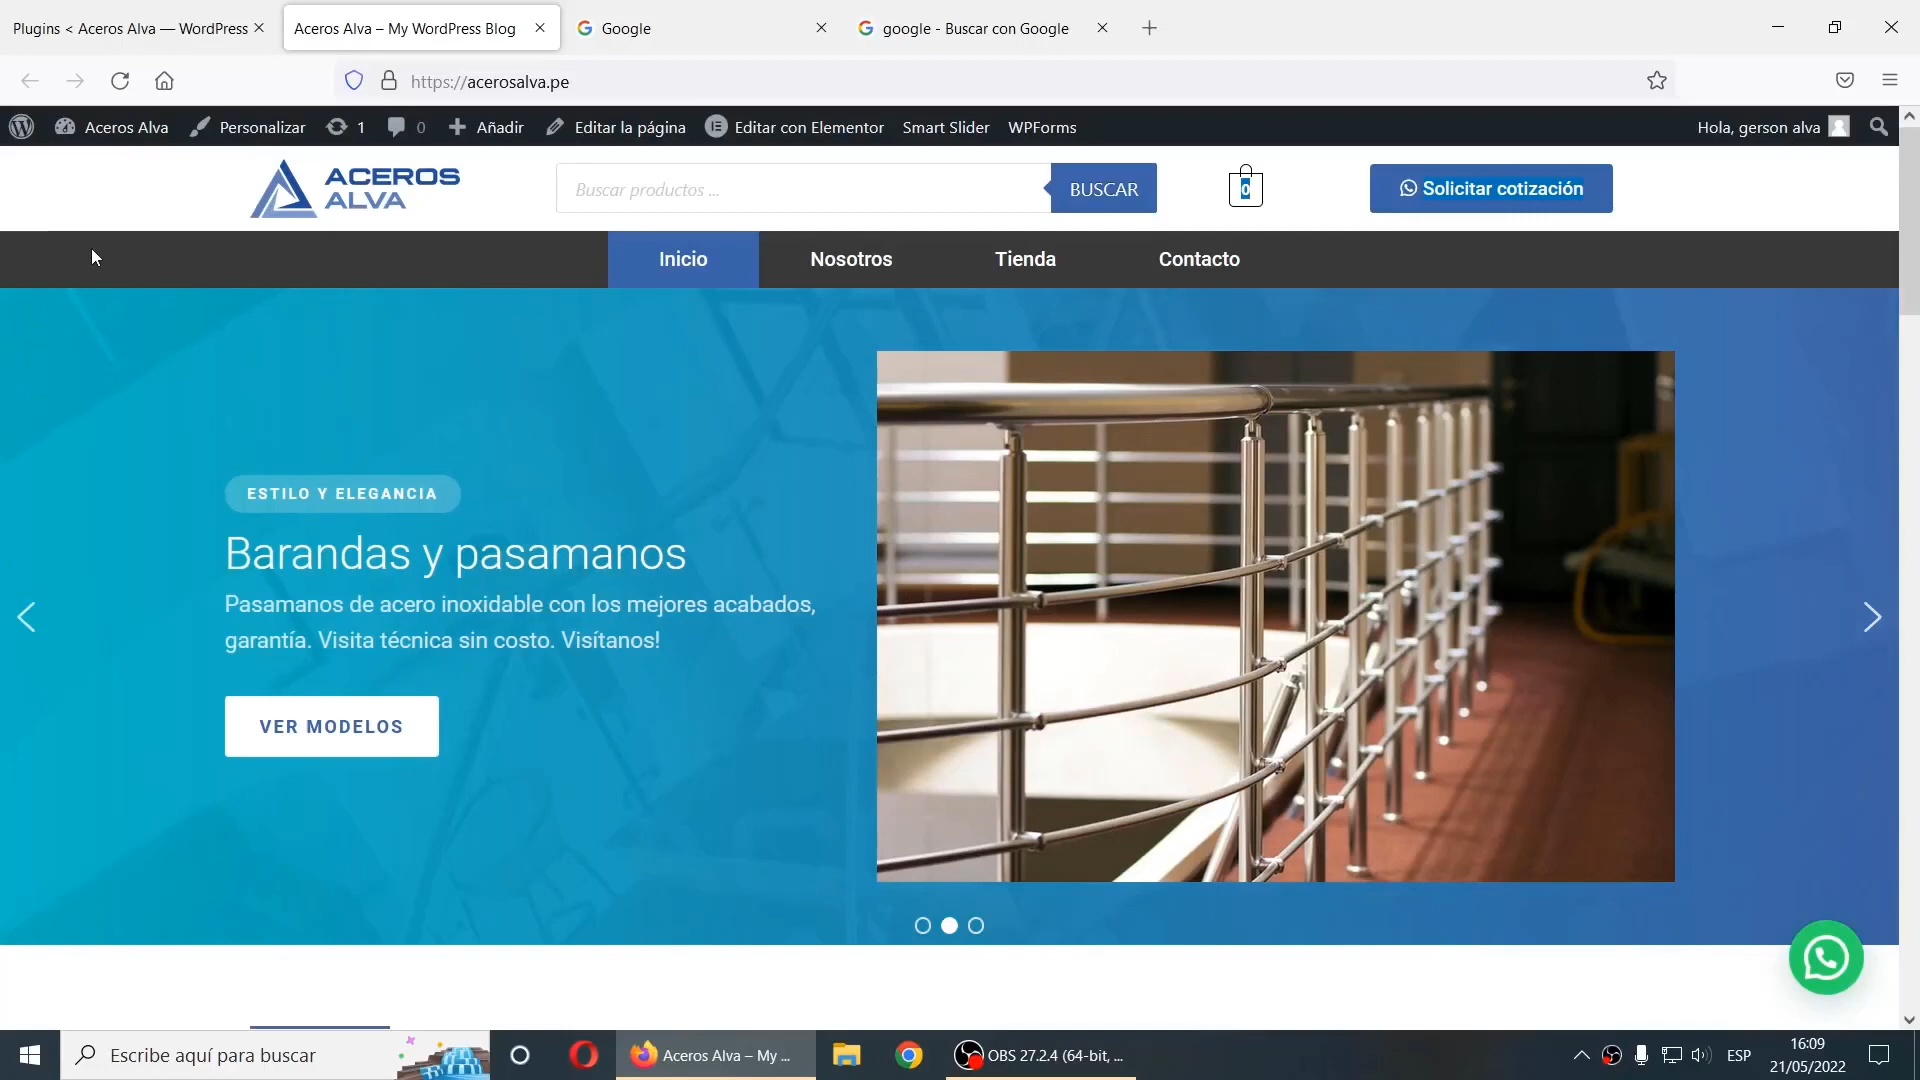 Plugins < Aceros Alva — WordPress
Aceros Alva – My WordPress Blog
Google
google - Buscar con Google
https://acerosalva.pe
Aceros Alva
Personalizar
1
0
Añadir
Editar la página
Editar con Elementor
Smart Slider
WPForms
Hola, gerson alva
ACEROS
ALVA
Buscar productos ...
BUSCAR
0
Solicitar cotización
Inicio
Nosotros
Tienda
Contacto
ESTILO Y ELEGANCIA
Barandas y pasamanos
Pasamanos de acero inoxidable con los mejores acabados,
garantía. Visita técnica sin costo. Visítanos!
VER MODELOS
Escribe aquí para buscar
Aceros Alva – My ...
OBS 27.2.4 (64-bit, ...
ESP
16:09
21/05/2022